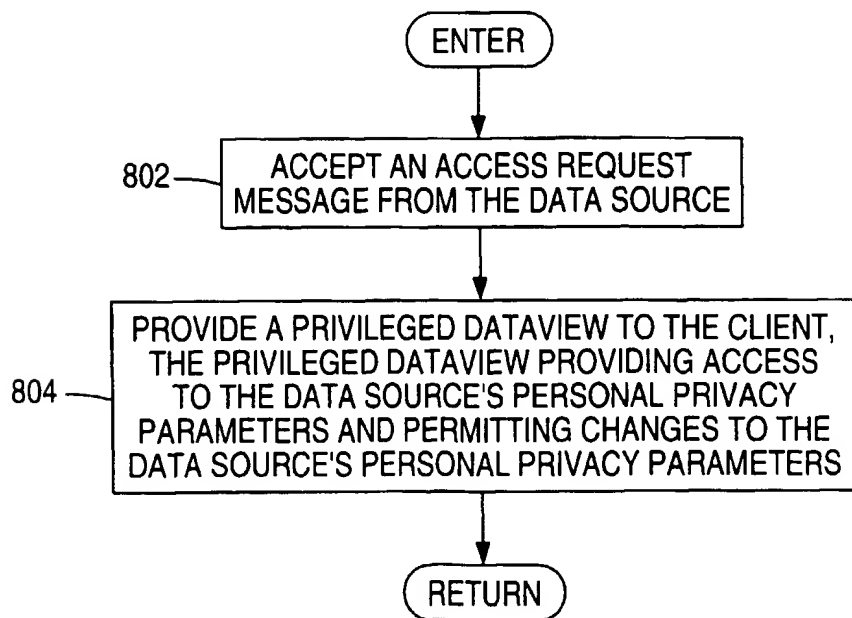 ENTER
802
ACCEPT AN ACCESS REQUEST
MESSAGE FROM THE DATA SOURCE
804
PROVIDE A PRIVILEGED DATAVIEW TO THE CLIENT,
THE PRIVILEGED DATAVIEW PROVIDING ACCESS
TO THE DATA SOURCE'S PERSONAL PRIVACY
PARAMETERS AND PERMITTING CHANGES TO THE
DATA SOURCE'S PERSONAL PRIVACY PARAMETERS
RETURN